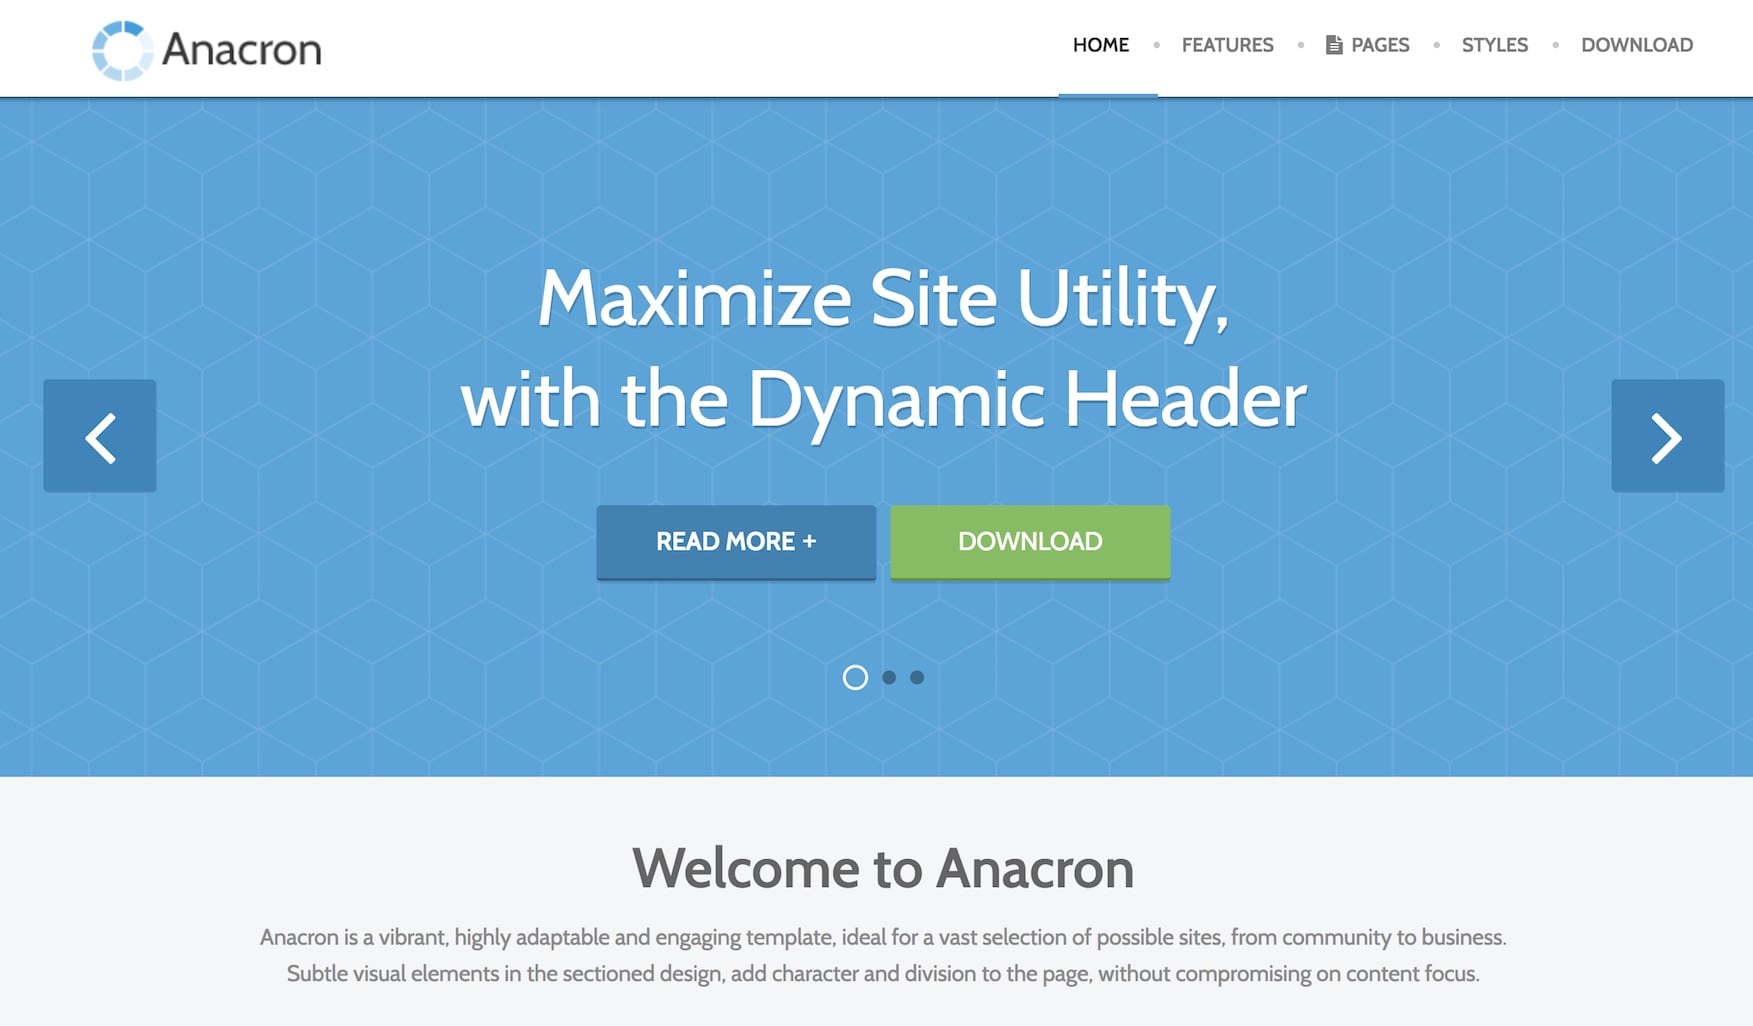 Anacron
HOME
FEATURES
PAGES
STYLES
DOWNLOAD
Maximize Site Utility,
with the Dynamic Header
READ MORE +
DOWNLOAD
Welcome to Anacron
Anacron is a vibrant, highly adaptable and engaging template, ideal for a vast selection of possible sites, from community to business.
Subtle visual elements in the sectioned design, add character and division to the page, without compromising on content focus.